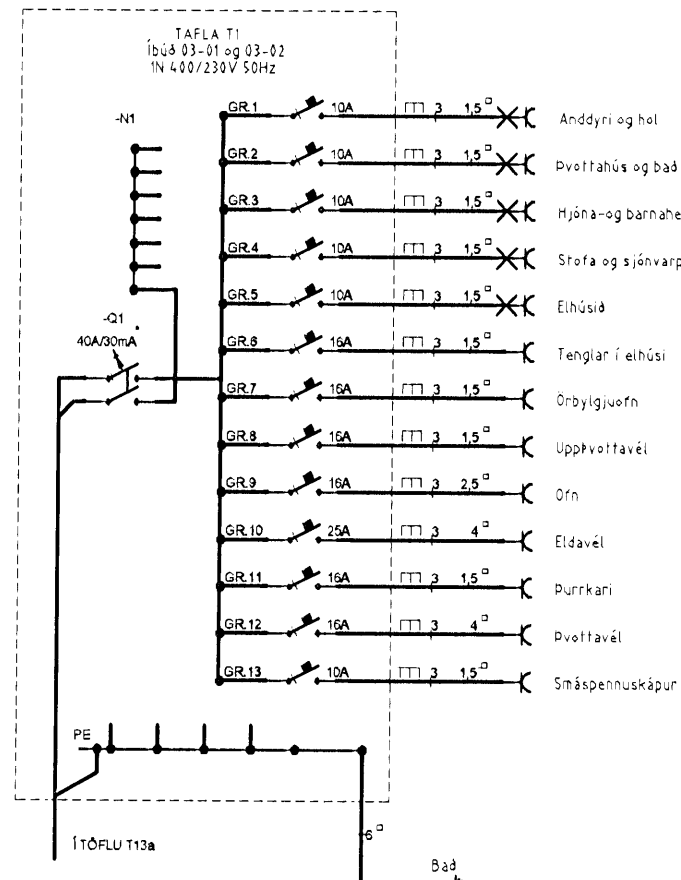 TAFLA T1
Íbúð 03-01 og 03-02
1N 400/230V 50Hz
-N1
-Q1
40A/30mA
GR.1 10A 3 1,5 Anddyri og hol
GR.2 10A 3 1,5 Þvottahús og bað
GR.3 10A 3 1,5 Hjóna-og barnahe
GR.4 10A 3 1,5 Stofa og sjónvarp
GR.5 10A 3 1,5 Elhúsið
GR.6 16A 3 1,5 Tenglar í elhúsi
GR.7 16A 3 1,5 Örbylgjuofn
GR.8 16A 3 1,5 Uppþvottavél
GR.9 16A 3 2,5 Ofn
GR.10 25A 3 4 Eldavél
GR.11 16A 3 1,5 Þurrkari
GR.12 16A 3 4 Þvottavél
GR.13 10A 3 1,5 Smáspennuskápur
PE
Í TÖFLU T13a
6
Bað